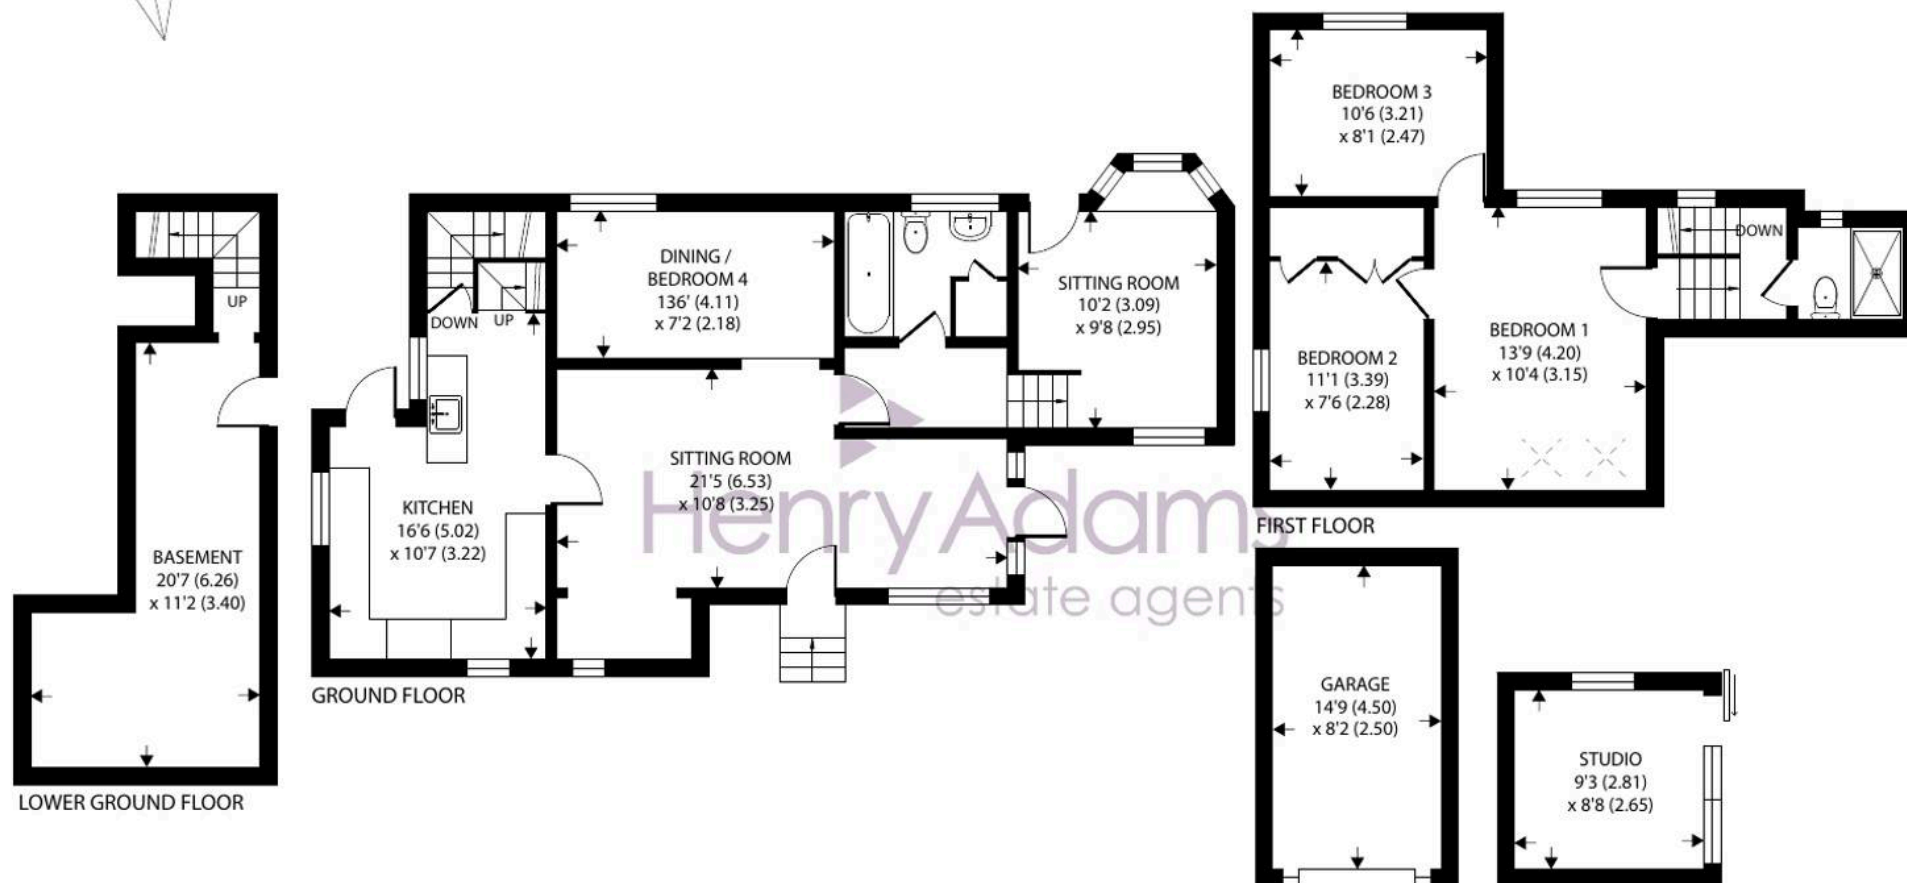 BEDROOM 3
10'6 (3.21)
x 8'1 (2.47)
DOWN
BEDROOM 2
11'1 (3.39)
x 7'6 (2.28)
BEDROOM 1
13'9 (4.20)
x 10'4 (3.15)
FIRST FLOOR
UP
BASEMENT
20'7 (6.26)
x 11'2 (3.40)
LOWER GROUND FLOOR
DOWN
UP
DINING /
BEDROOM 4
136' (4.11)
x 7'2 (2.18)
SITTING ROOM
10'2 (3.09)
x 9'8 (2.95)
SITTING ROOM
21'5 (6.53)
x 10'8 (3.25)
KITCHEN
16'6 (5.02)
x 10'7 (3.22)
GROUND FLOOR
Henry Adams
estate agents
GARAGE
14'9 (4.50)
x 8'2 (2.50)
STUDIO
9'3 (2.81)
x 8'8 (2.65)